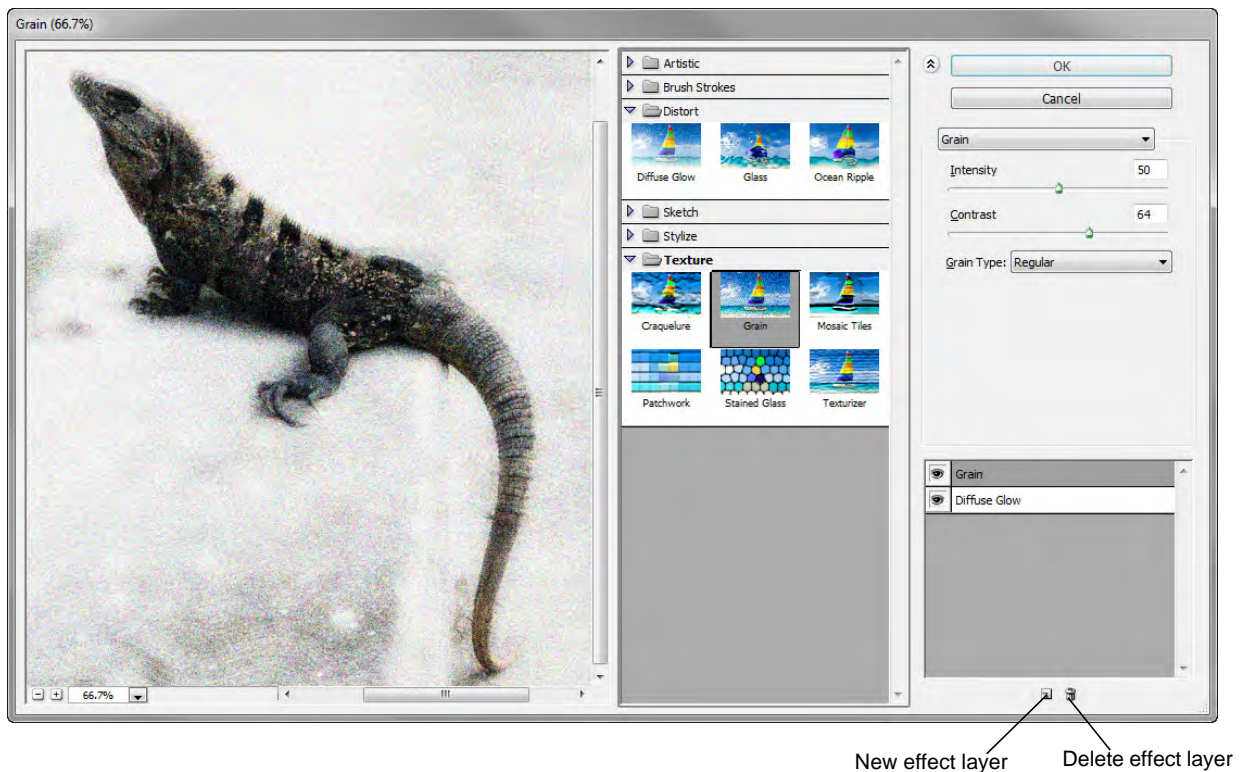 Grain (66.7%)
66.7%
Artistic
Brush Strokes
Distort
Diffuse Glow
Glass
Ocean Ripple
Sketch
Stylize
Texture
Craquelure
Grain
Mosaic Tiles
Patchwork
Stained Glass
Texturizer
OK
Cancel
Grain
Intensity 50
Contrast 64
Grain Type: Regular
Grain
Diffuse Glow
New effect layer
Delete effect layer